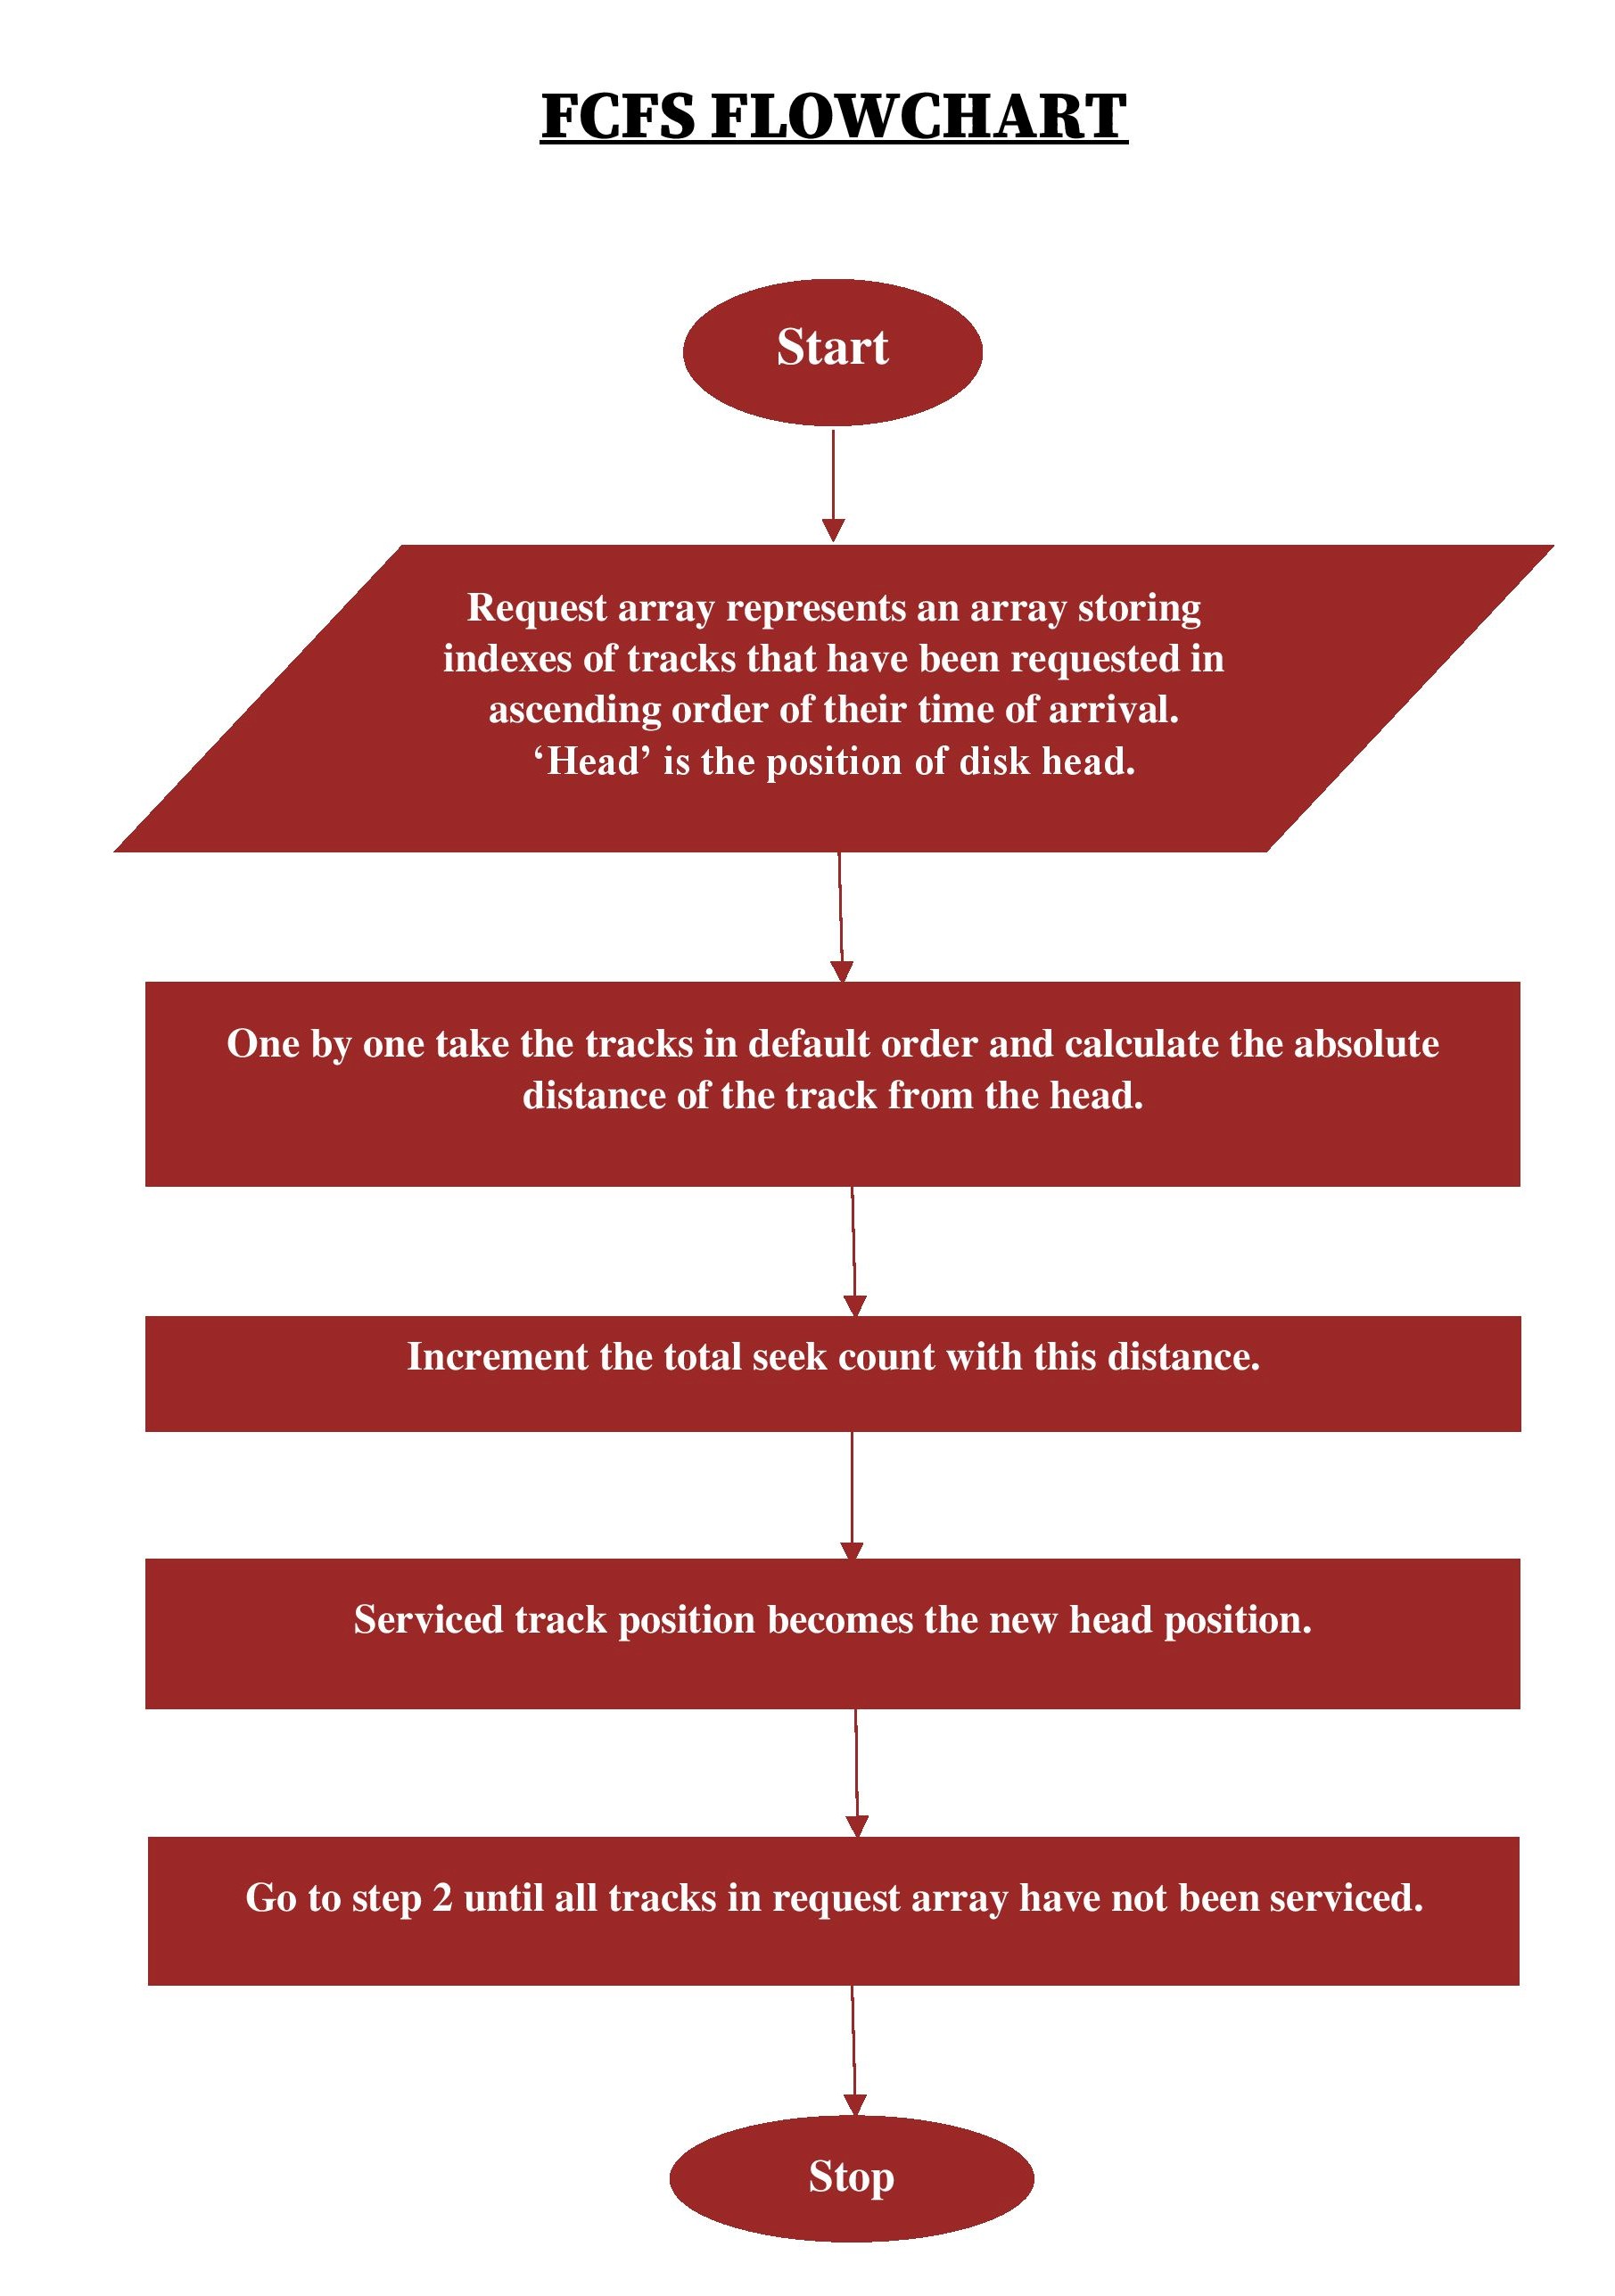 FCFS FLOWCHART
Start
Request array represents an array storing
indexes of tracks that have been requested in
ascending order of their time of arrival.
‘Head’ is the position of disk head.
One by one take the tracks in default order and calculate the absolute
distance of the track from the head.
Increment the total seek count with this distance.
Serviced track position becomes the new head position.
Go to step 2 until all tracks in request array have not been serviced.
Stop